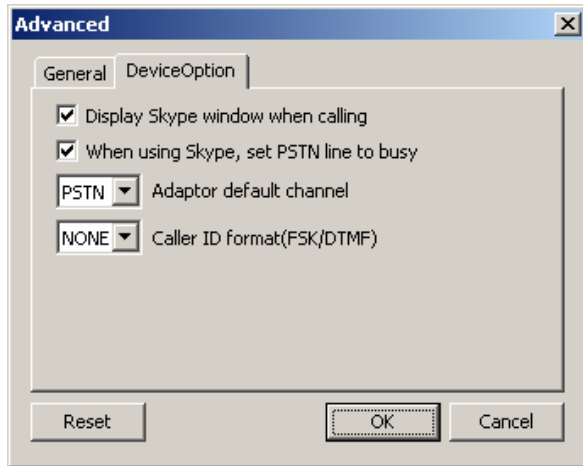 Advanced
General DeviceOption
Display Skype window when calling
When using Skype, set PSTN line to busy
PSTN Adaptor default channel
NONE Caller ID format(FSK/DTMF)
Reset OK Cancel